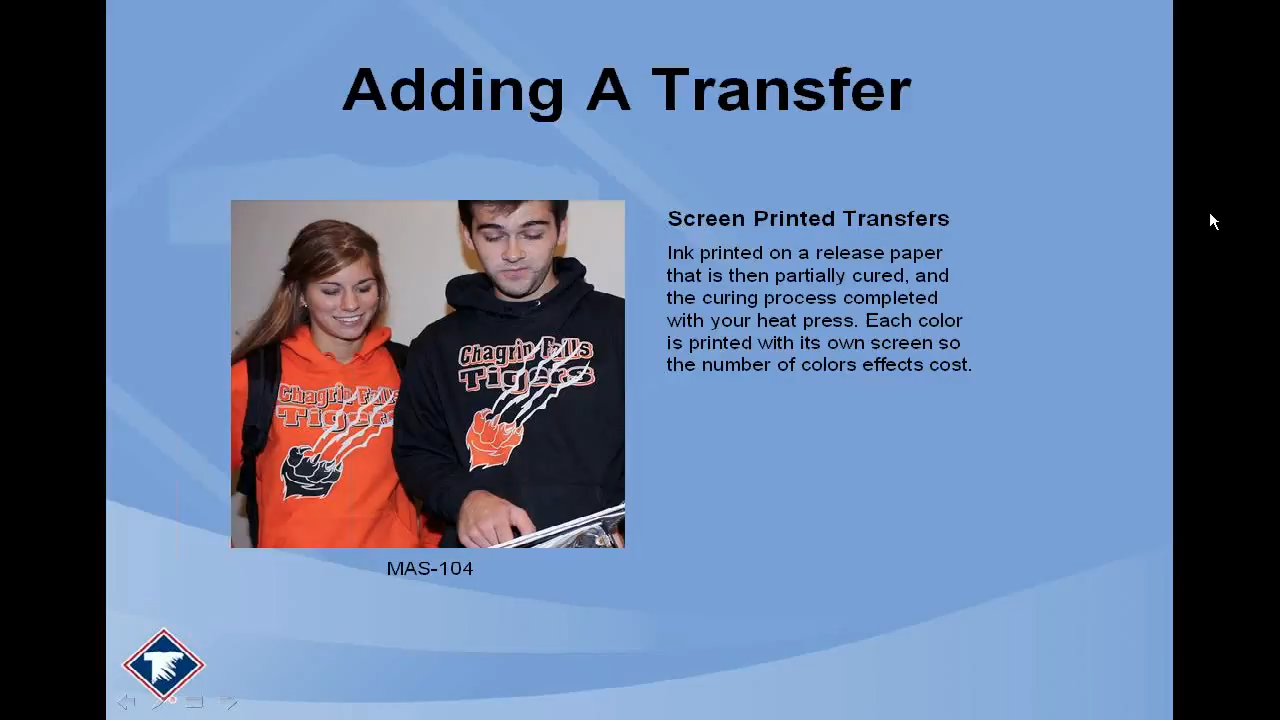 Adding A Transfer
Screen Printed Transfers
Ink printed on a release paper
that is then partially cured, and
the curing process completed
with your heat press. Each color
is printed with its own screen so
the number of colors effects cost.
Chagrin Falls
Tigers
Chagrin Falls
Tigers
MAS-104
T